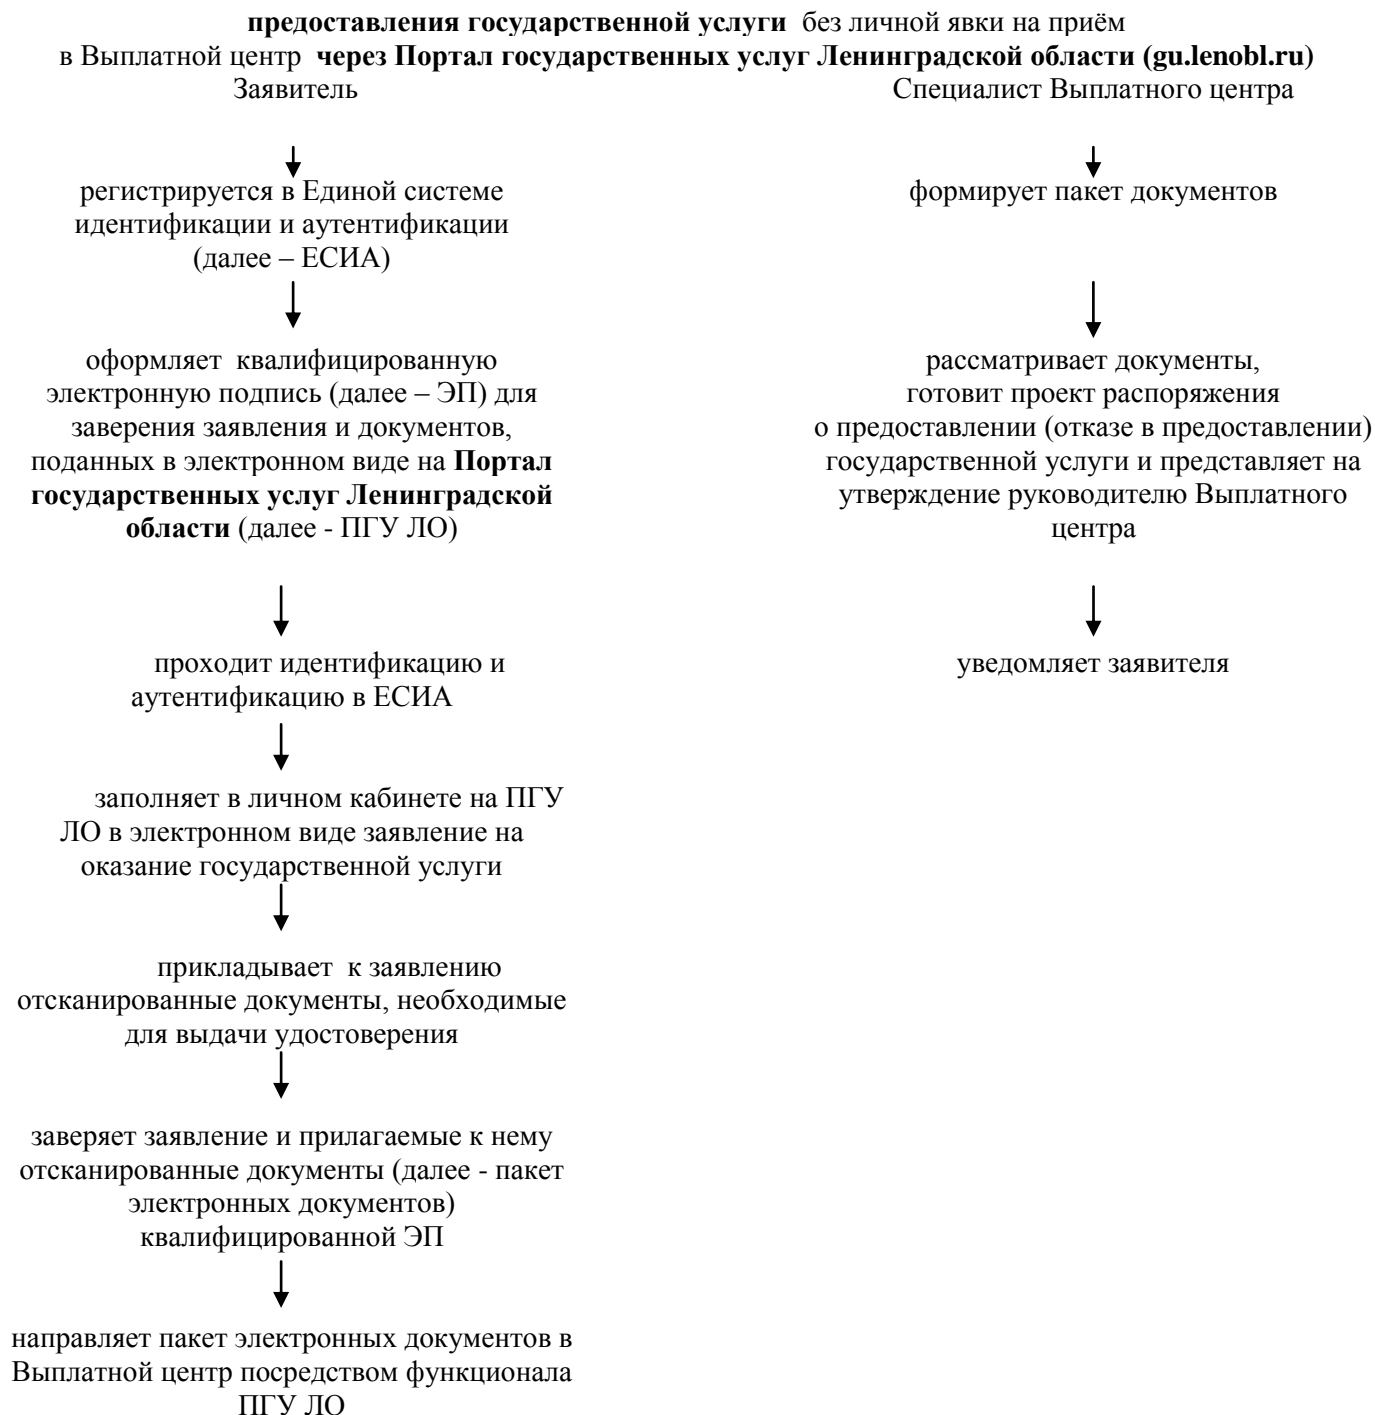 предоставления государственной услуги без личной явки на приём
в Выплатной центр через Портал государственных услуг Ленинградской области (gu.lenobl.ru)
Заявитель
регистрируется в Единой системе
идентификации и аутентификации
(далее – ЕСИА)
оформляет квалифицированную
электронную подпись (далее – ЭП) для
заверения заявления и документов,
поданных в электронном виде на Портал
государственных услуг Ленинградской
области (далее - ПГУ ЛО)
проходит идентификацию и
аутентификацию в ЕСИА
заполняет в личном кабинете на ПГУ
ЛО в электронном виде заявление на
оказание государственной услуги
прикладывает к заявлению
отсканированные документы, необходимые
для выдачи удостоверения
заверяет заявление и прилагаемые к нему
отсканированные документы (далее - пакет
электронных документов)
квалифицированной ЭП
направляет пакет электронных документов в
Выплатной центр посредством функционала
ПГУ ЛО
Специалист Выплатного центра
формирует пакет документов
рассматривает документы,
готовит проект распоряжения
о предоставлении (отказе в предоставлении)
государственной услуги и представляет на
утверждение руководителю Выплатного
центра
уведомляет заявителя